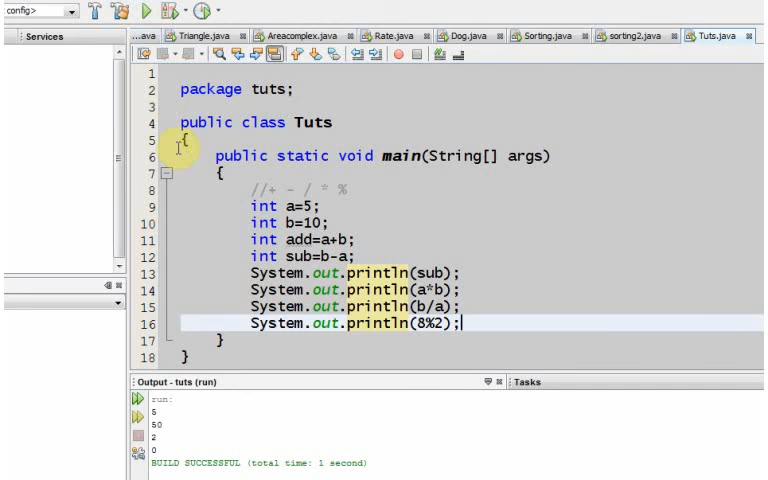 config>
Services
...ava Triangle.java Areacomplex.java Rate.java Dog.java Sorting.java sorting2.java Tuts.java
1
2 package tuts;
3
4 public class Tuts
5 {
6 public static void main(String[] args)
7 {
8 //+ - / * %
9 int a=5;
10 int b=10;
11 int add=a+b;
12 int sub=b-a;
13 System.out.println(sub);
14 System.out.println(a*b);
15 System.out.println(b/a);
16 System.out.println(8%2);
17 }
18 }
Output - tuts (run) Tasks
run:
5
50
2
0
BUILD SUCCESSFUL (total time: 1 second)